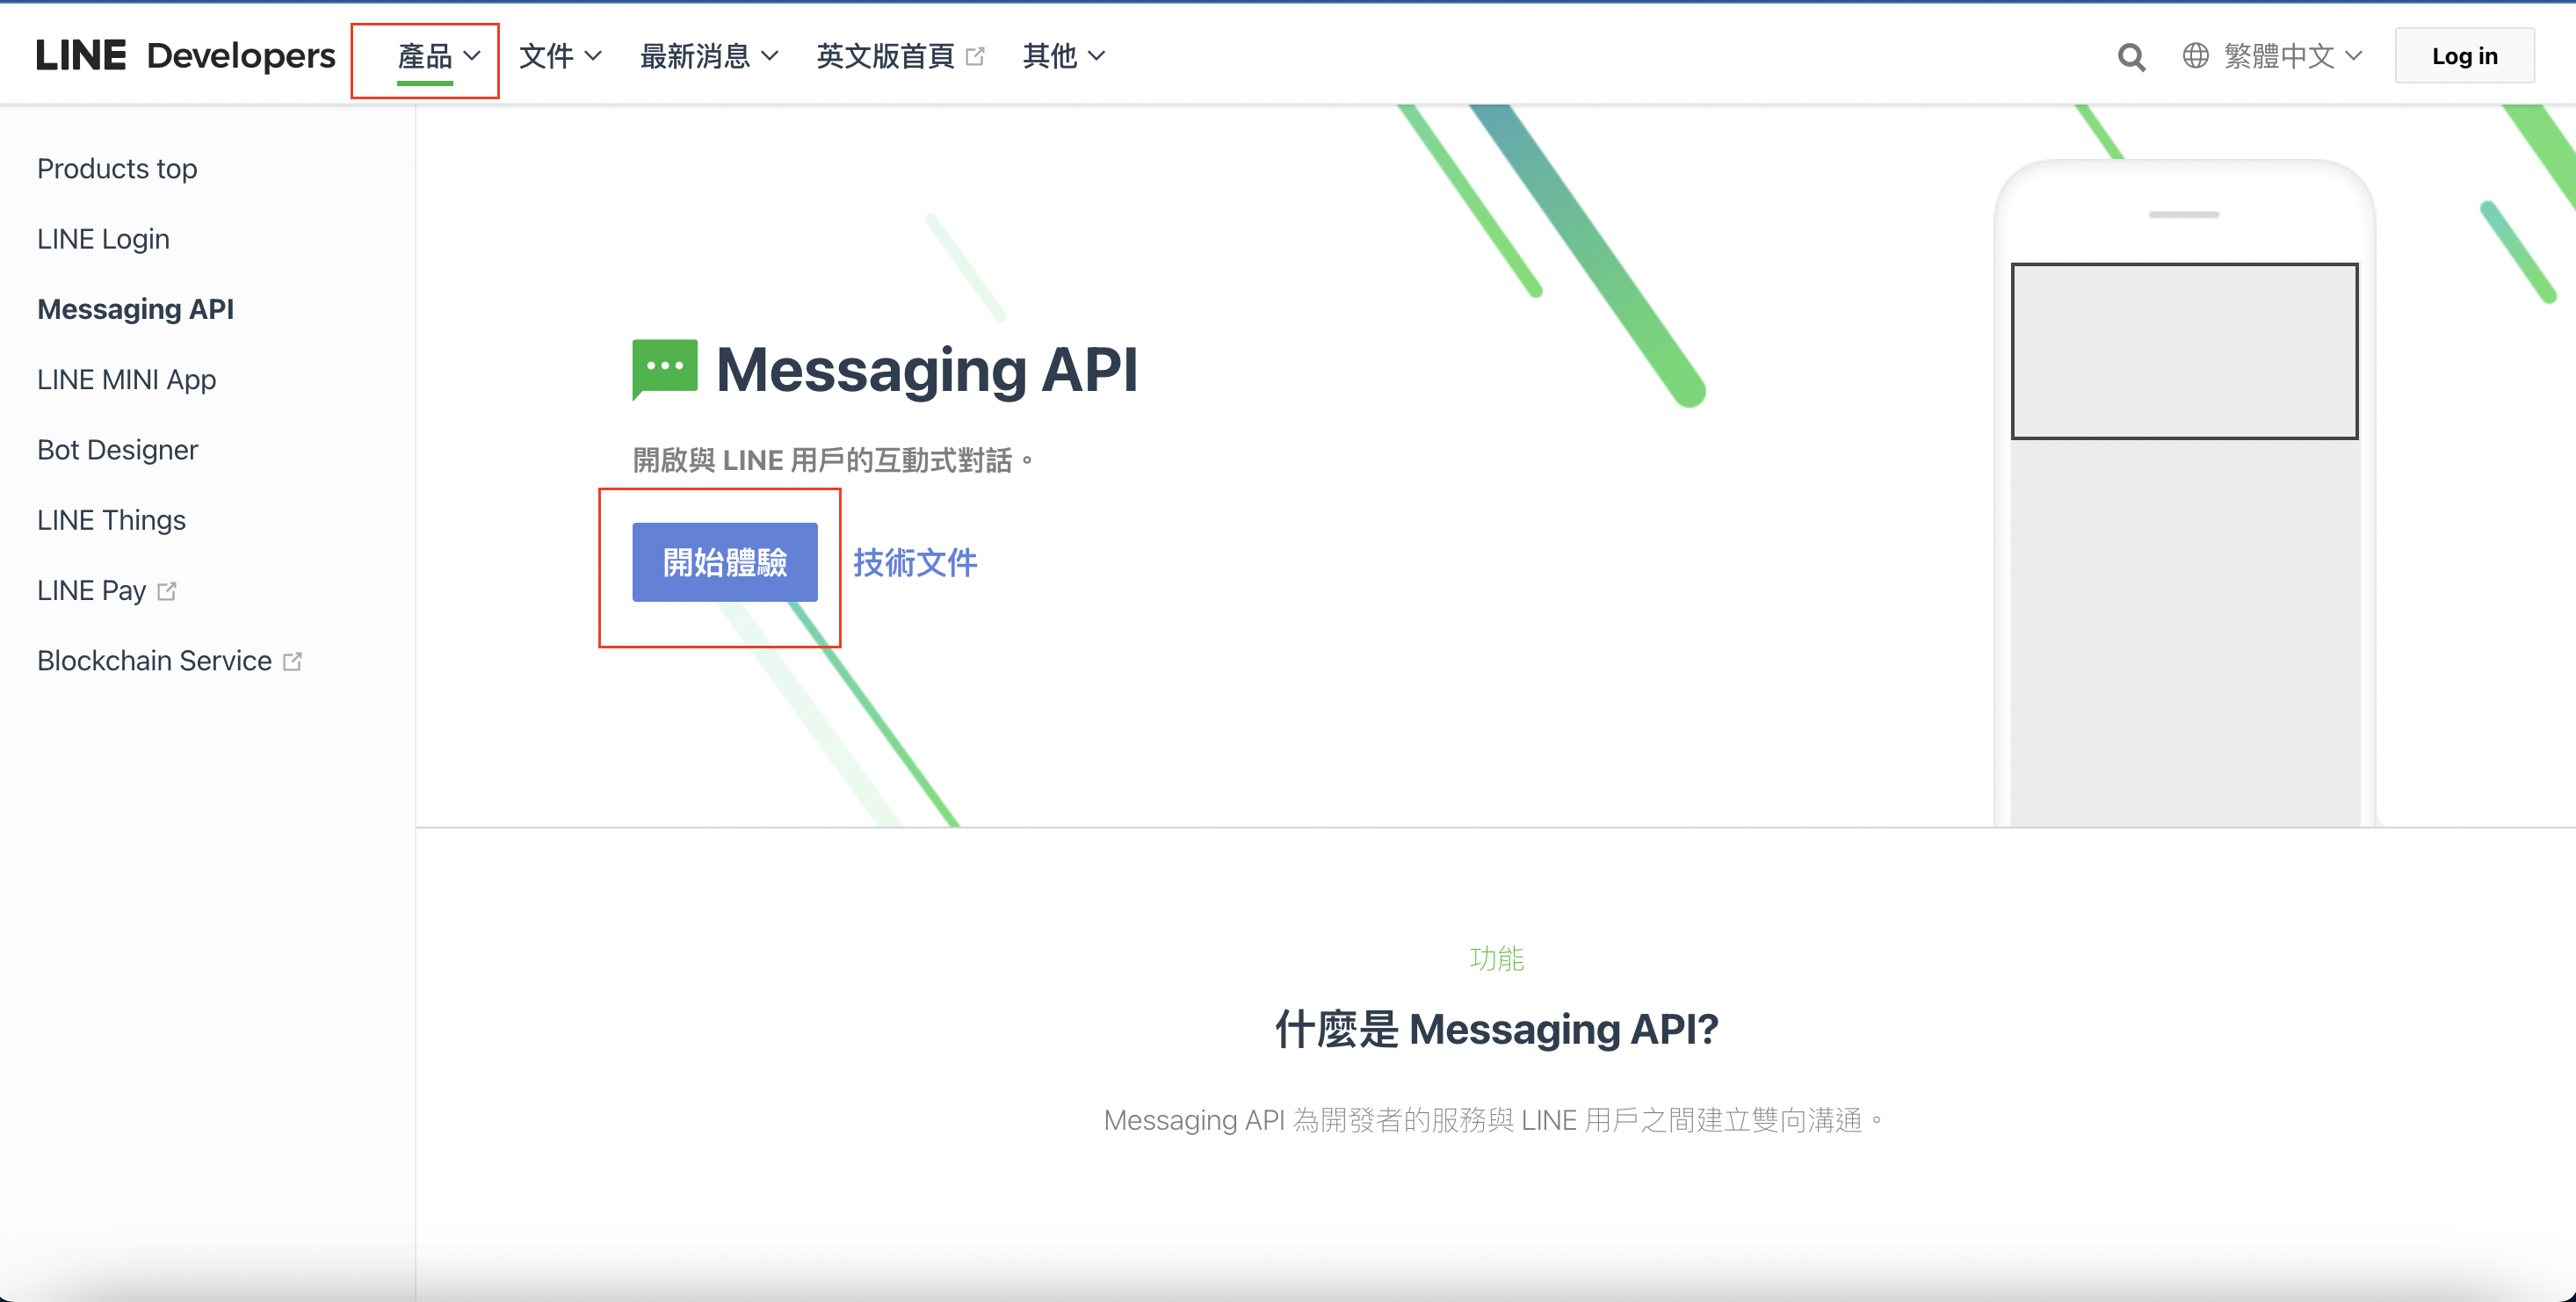 LINE Developers 產品 文件 最新消息 英文版首頁 其他 繁體中文 Log in
Products top
LINE Login
Messaging API
LINE MINI App
Bot Designer
LINE Things
LINE Pay
Blockchain Service
Messaging API
開啟與 LINE 用戶的互動式對話。
開始體驗 技術文件
功能
什麼是 Messaging API?
Messaging API 為開發者的服務與 LINE 用戶之間建立雙向溝通。